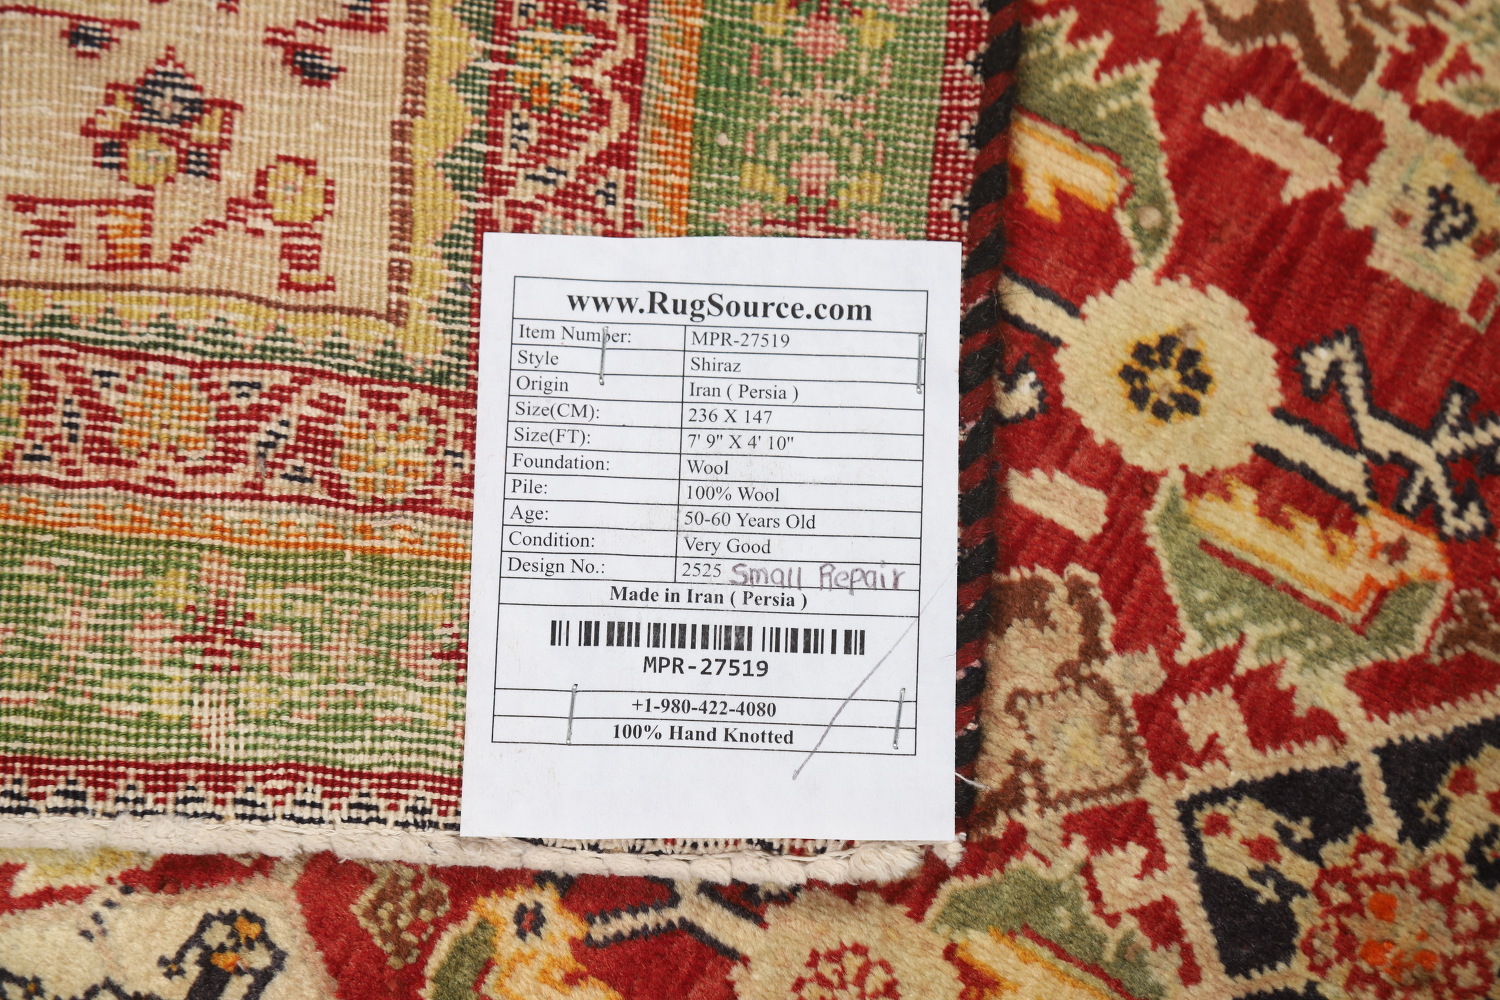 www.RugSource.com
Item Number: MPR-27519
Style Shiraz
Origin Iran ( Persia )
Size(CM): 236 X 147
Size(FT): 7' 9" X 4' 10"
Foundation: Wool
Pile: 100% Wool
Age: 50-60 Years Old
Condition: Very Good
Design No.: 2525 Small Repair
Made in Iran ( Persia )
MPR-27519
+1-980-422-4080
100% Hand Knotted